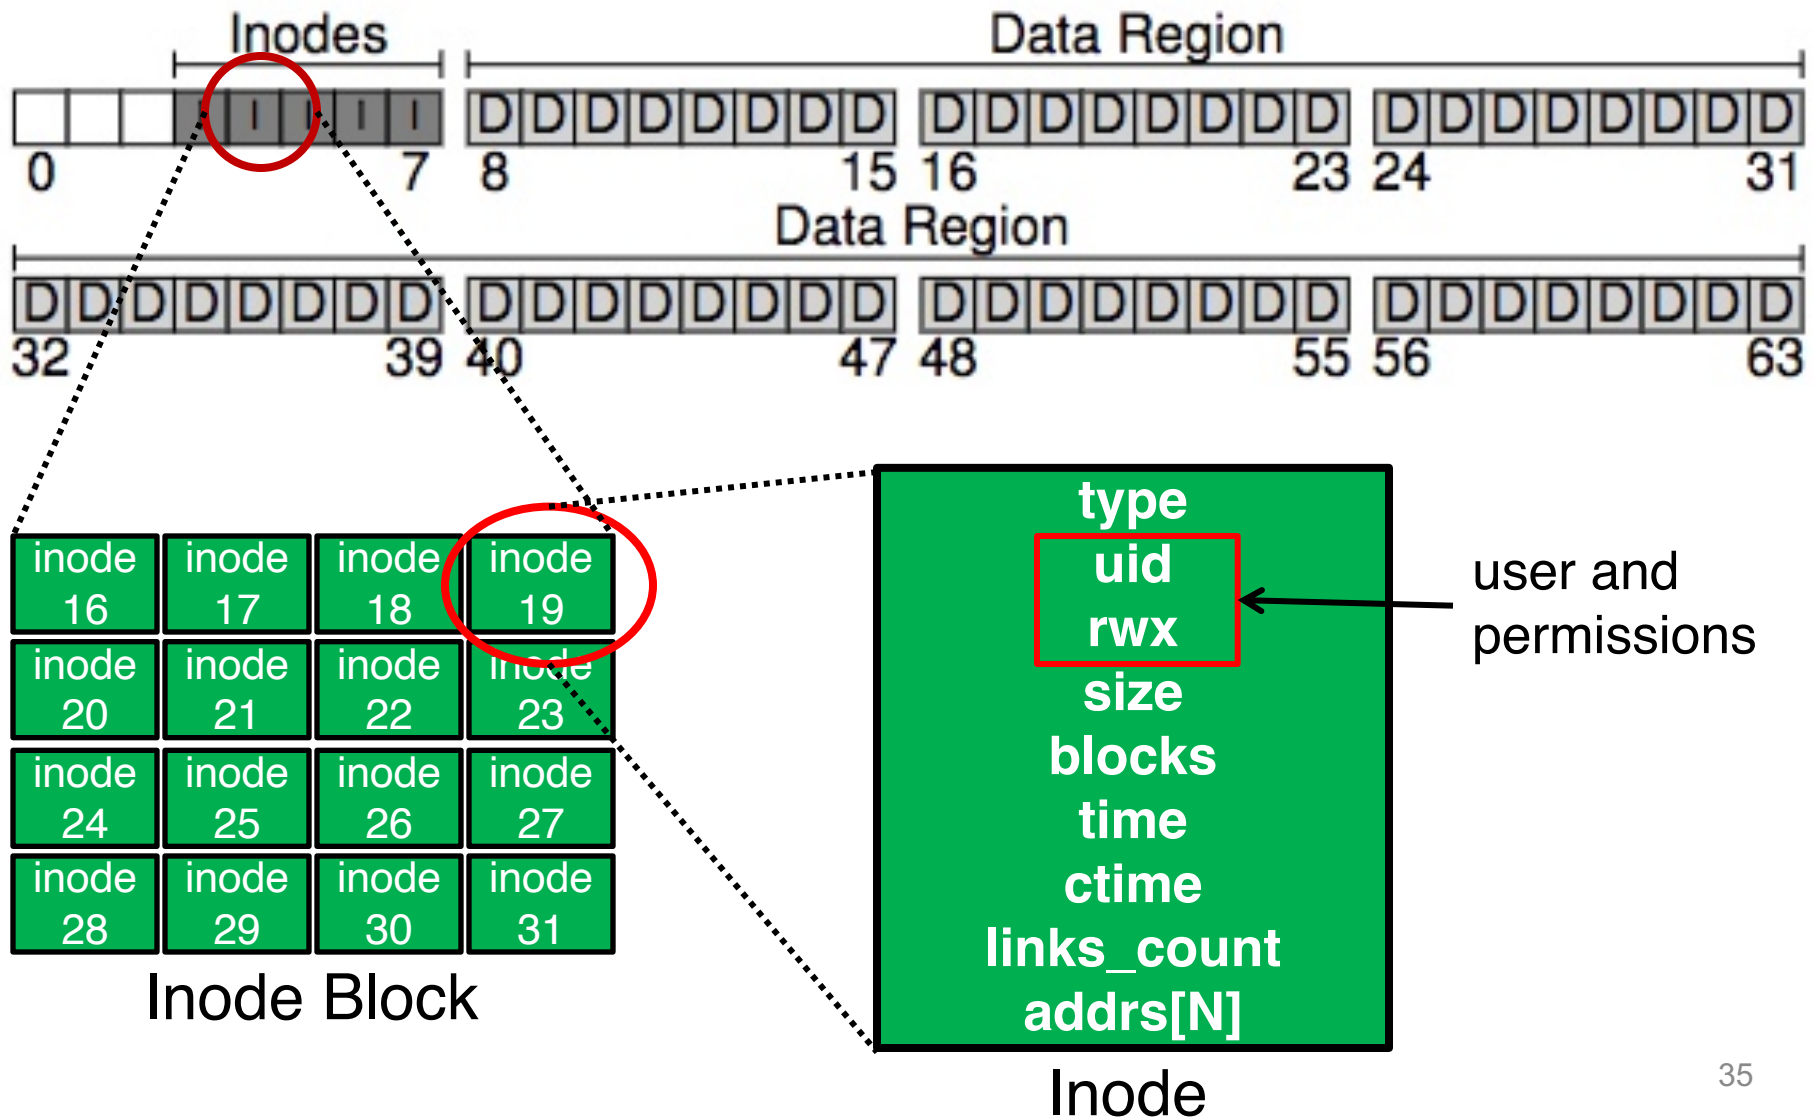 Inodes Data Region
I I I I I D D D D D D D D D D D D D D D D D D D D D D D D
0 7 8 15 16 23 24 31
Data Region
D D D D D D D D D D D D D D D D D D D D D D D D D D D D D D D D
32 39 40 47 48 55 56 63
inode inode inode inode
16 17 18 19
inode inode inode inode
20 21 22 23
inode inode inode inode
24 25 26 27
inode inode inode inode
28 29 30 31
Inode Block
type
uid
rwx
size
blocks
time
ctime
links_count
addrs[N]
Inode
user and
permissions
35